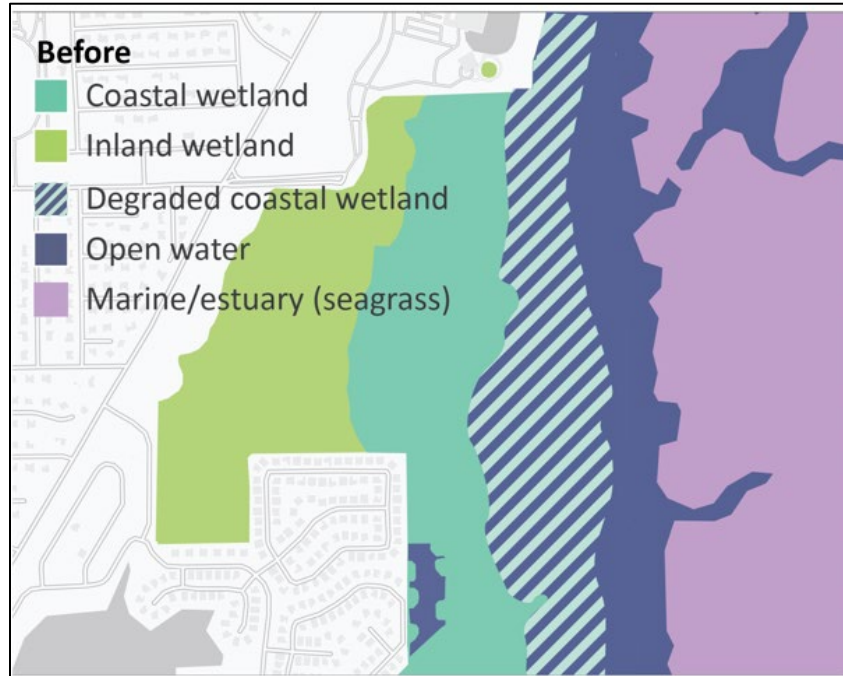 Before
Coastal wetland
Inland wetland
Degraded coastal wetland
Open water
Marine/estuary (seagrass)